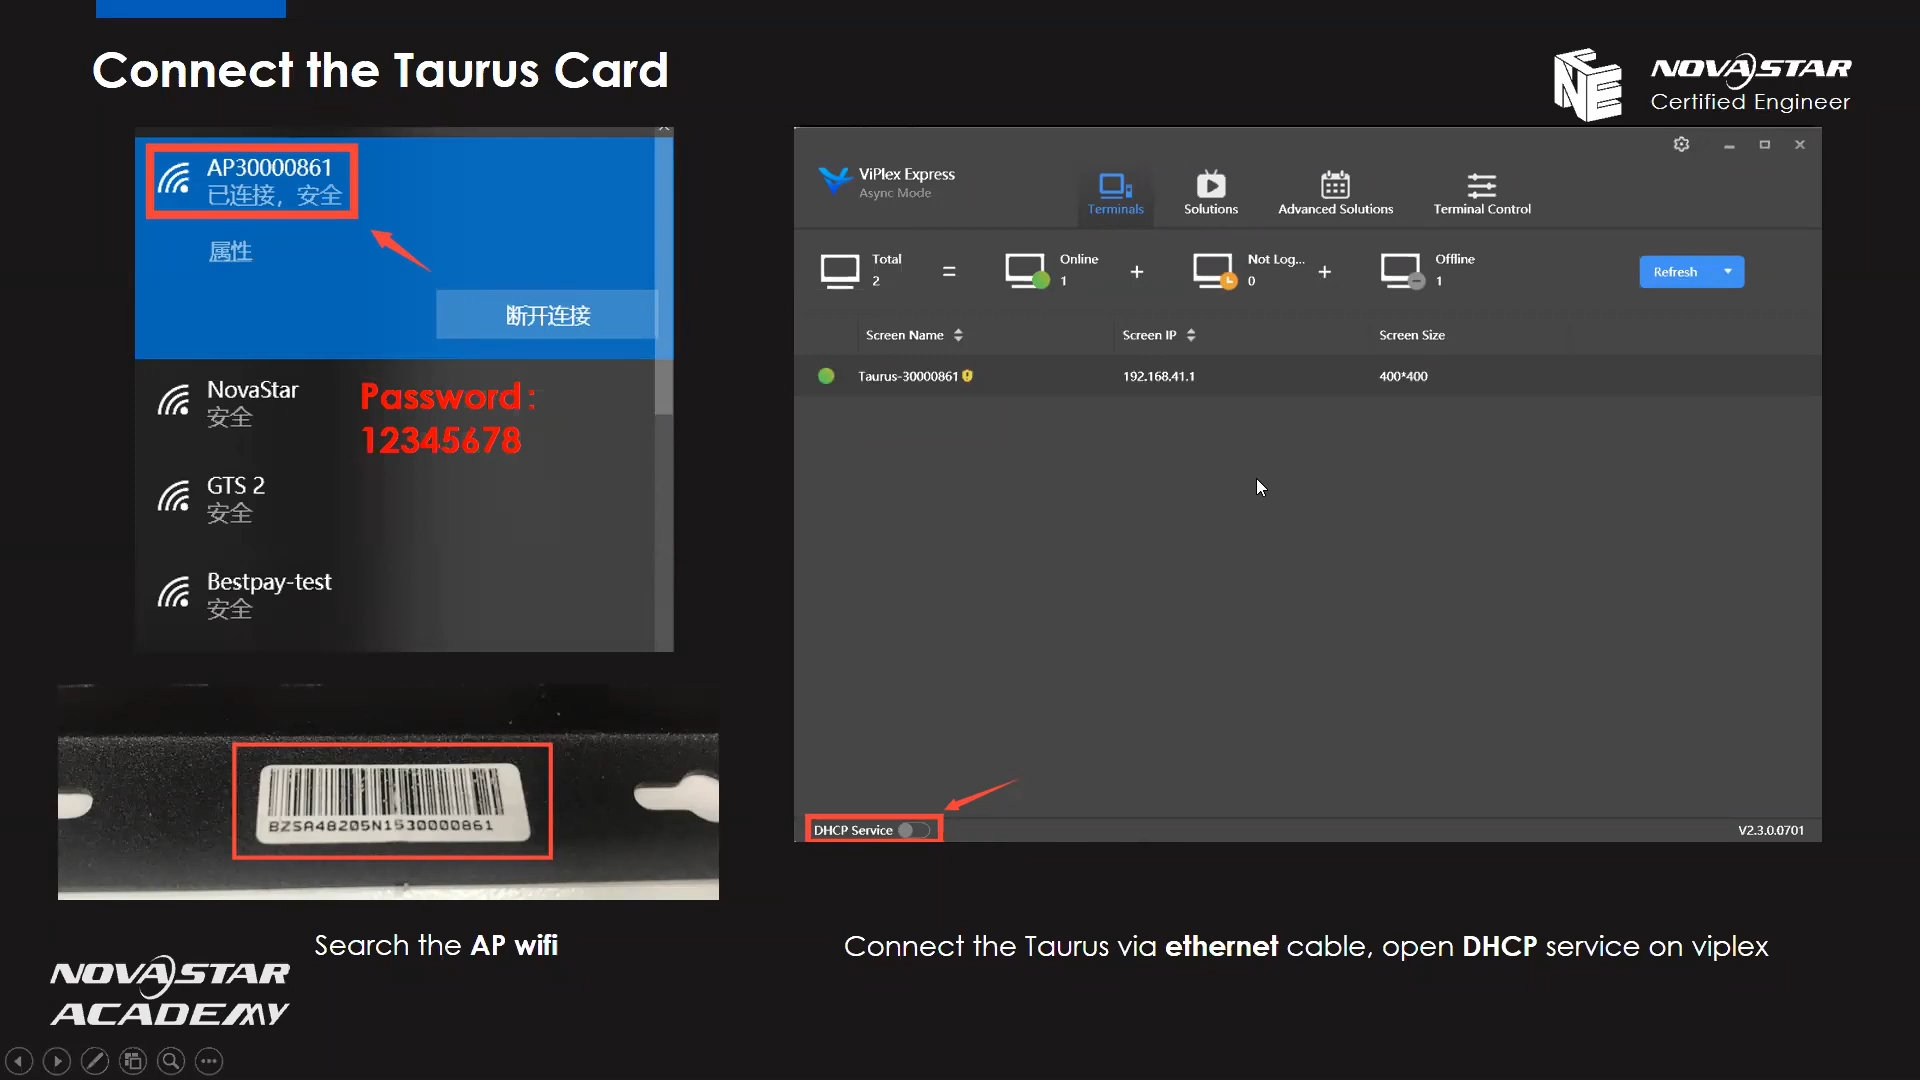 Connect the Taurus Card
NOVASTAR
Certified Engineer
AP30000861
已连接，安全
属性
断开连接
NovaStar
安全
Password :
12345678
GTS 2
安全
Bestpay-test
安全
BZSA48205N1530000861
Search the AP wifi
ViPlex Express
Async Mode
Terminals
Solutions
Advanced Solutions
Terminal Control
Total
2
=
Online
1
+
Not Log...
0
+
Offline
1
Refresh
Screen Name
Screen IP
Screen Size
Taurus-30000861
192.168.41.1
400*400
DHCP Service
V2.3.0.0701
Connect the Taurus via ethernet cable, open DHCP service on viplex
NOVASTAR
ACADEMY